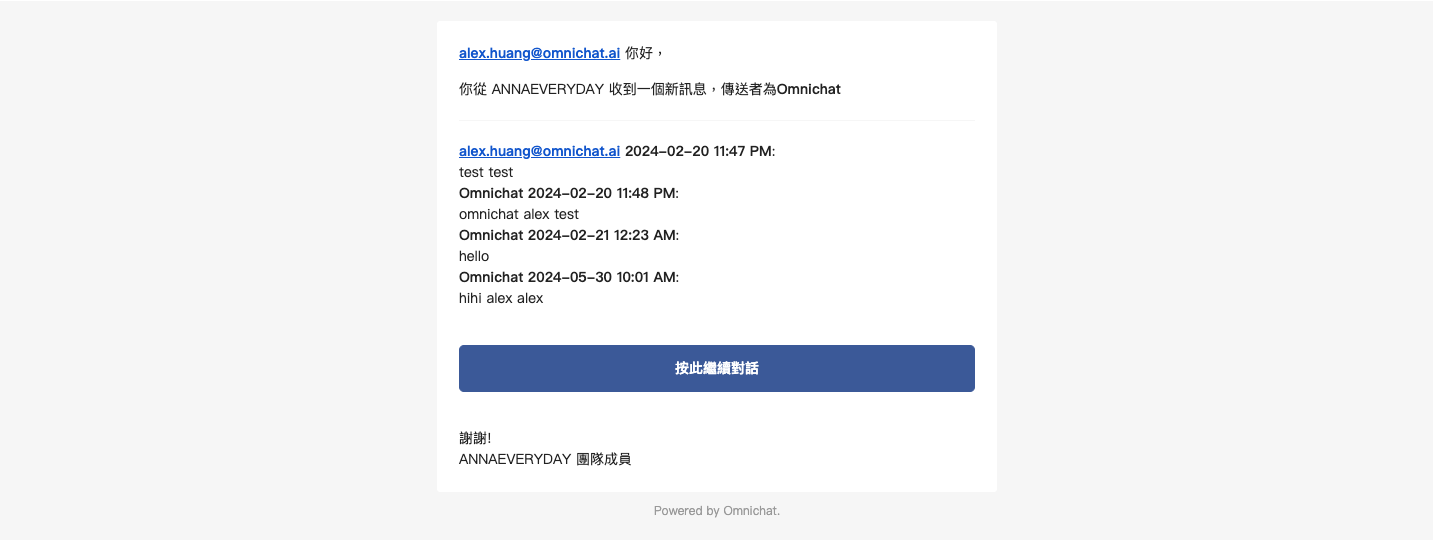 alex.huang@omnichat.ai 你好，
你從 ANNAEVERYDAY 收到一個新訊息，傳送者為Omnichat
alex.huang@omnichat.ai 2024-02-20 11:47 PM:
test test
Omnichat 2024-02-20 11:48 PM:
omnichat alex test
Omnichat 2024-02-21 12:23 AM:
hello
Omnichat 2024-05-30 10:01 AM:
hihi alex alex
按此繼續對話
謝謝!
ANNAEVERYDAY 團隊成員
Powered by Omnichat.